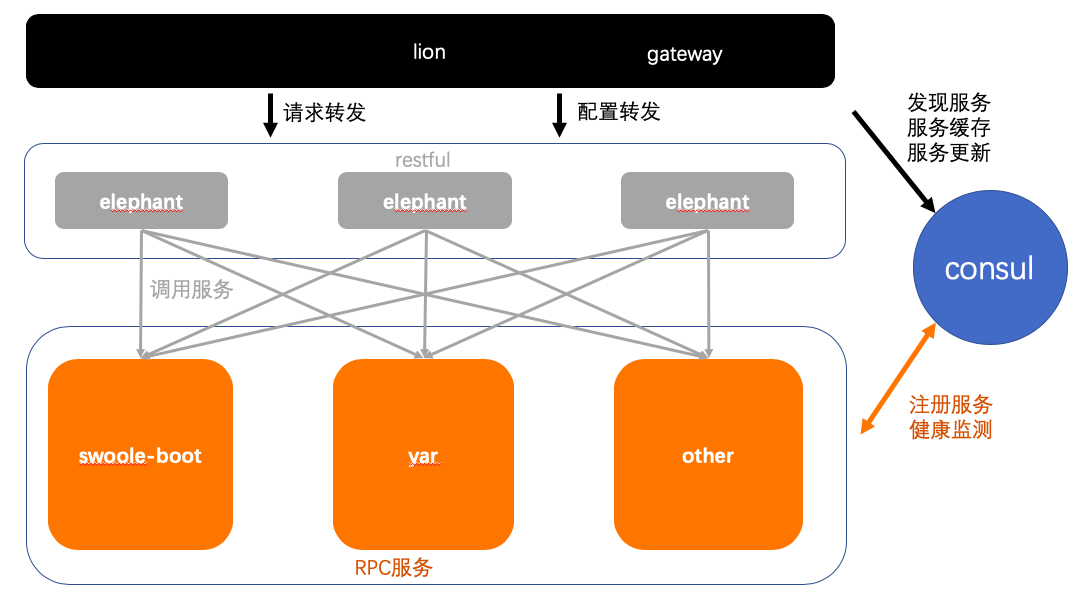 lion
gateway
请求转发
配置转发
发现服务
服务缓存
服务更新
restful
elephant
elephant
elephant
调用服务
consul
注册服务
健康监测
swoole-boot
yar
other
RPC服务